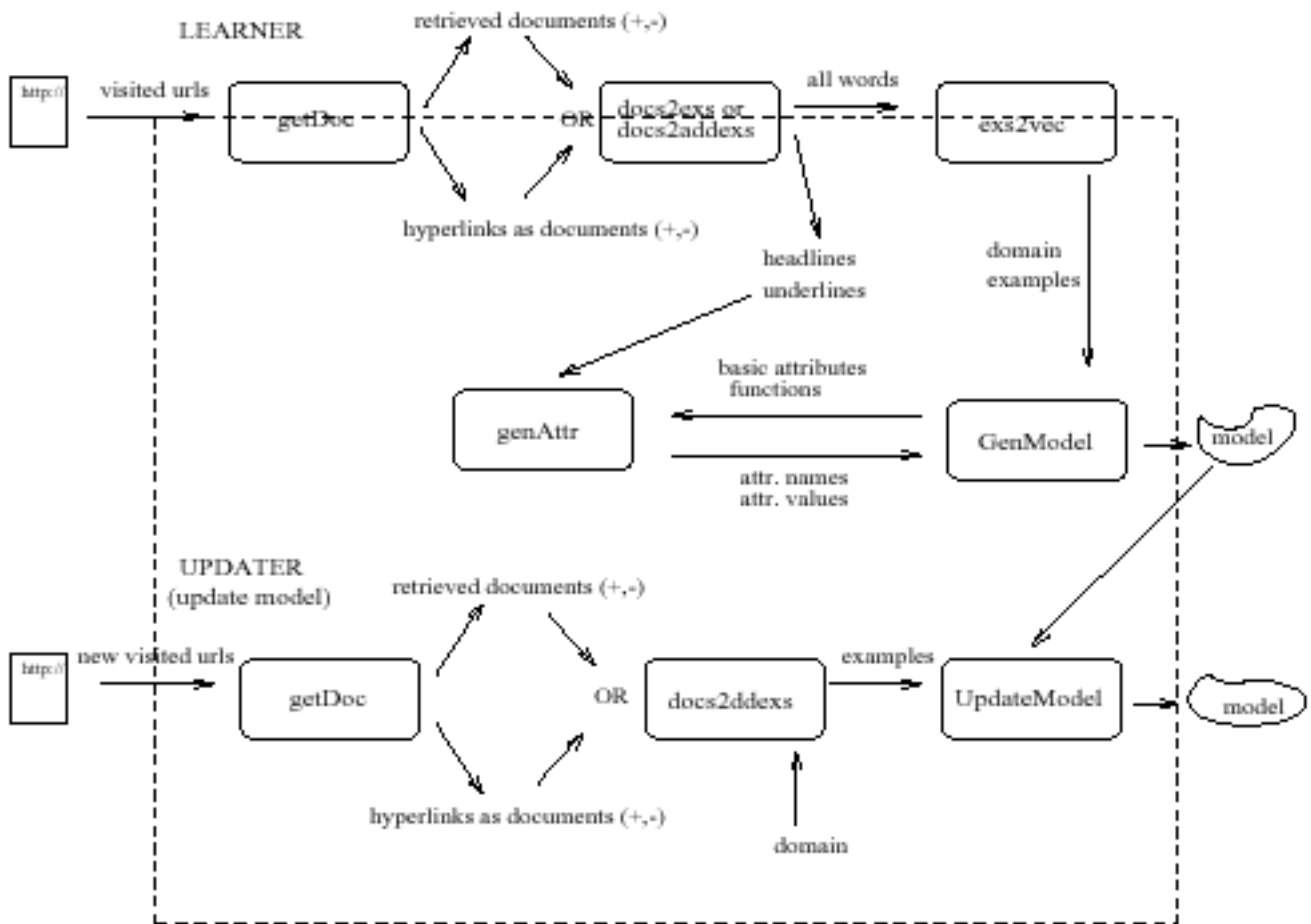 LEARNER
retrieved documents (+,-)
http://
visited urls
getDoc
OR
docs2exs or
docs2addexs
all words
exs2vec
hyperlinks as documents (+,-)
headlines
underlines
domain
examples
basic attributes
functions
genAttr
GenModel
model
attr. names
attr. values
UPDATER
(update model)
retrieved documents (+,-)
http://
new visited urls
getDoc
OR
docs2ddexs
examples
UpdateModel
model
hyperlinks as documents (+,-)
domain